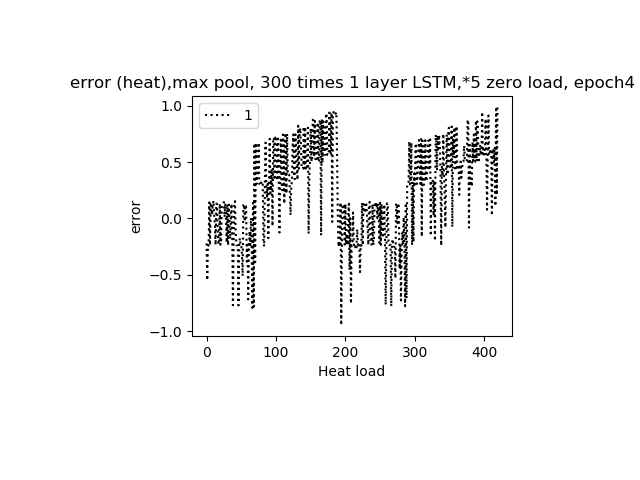 error (heat),max pool, 300 times 1 layer LSTM,*5 zero load, epoch4
1.0
0.5
0.0
−0.5
−1.0
error
1
0 100 200 300 400
Heat load